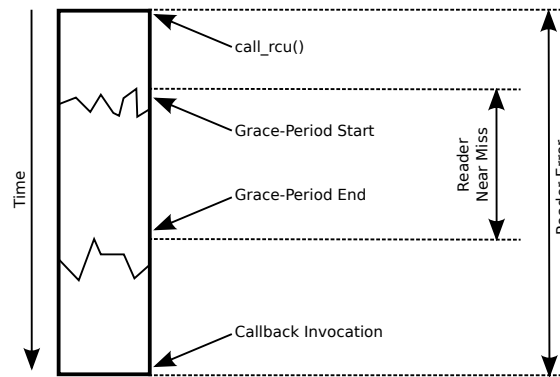 call_rcu()
Grace-Period Start
Time
Reader
Near Miss
Grace-Period End
Reader Error
Callback Invocation